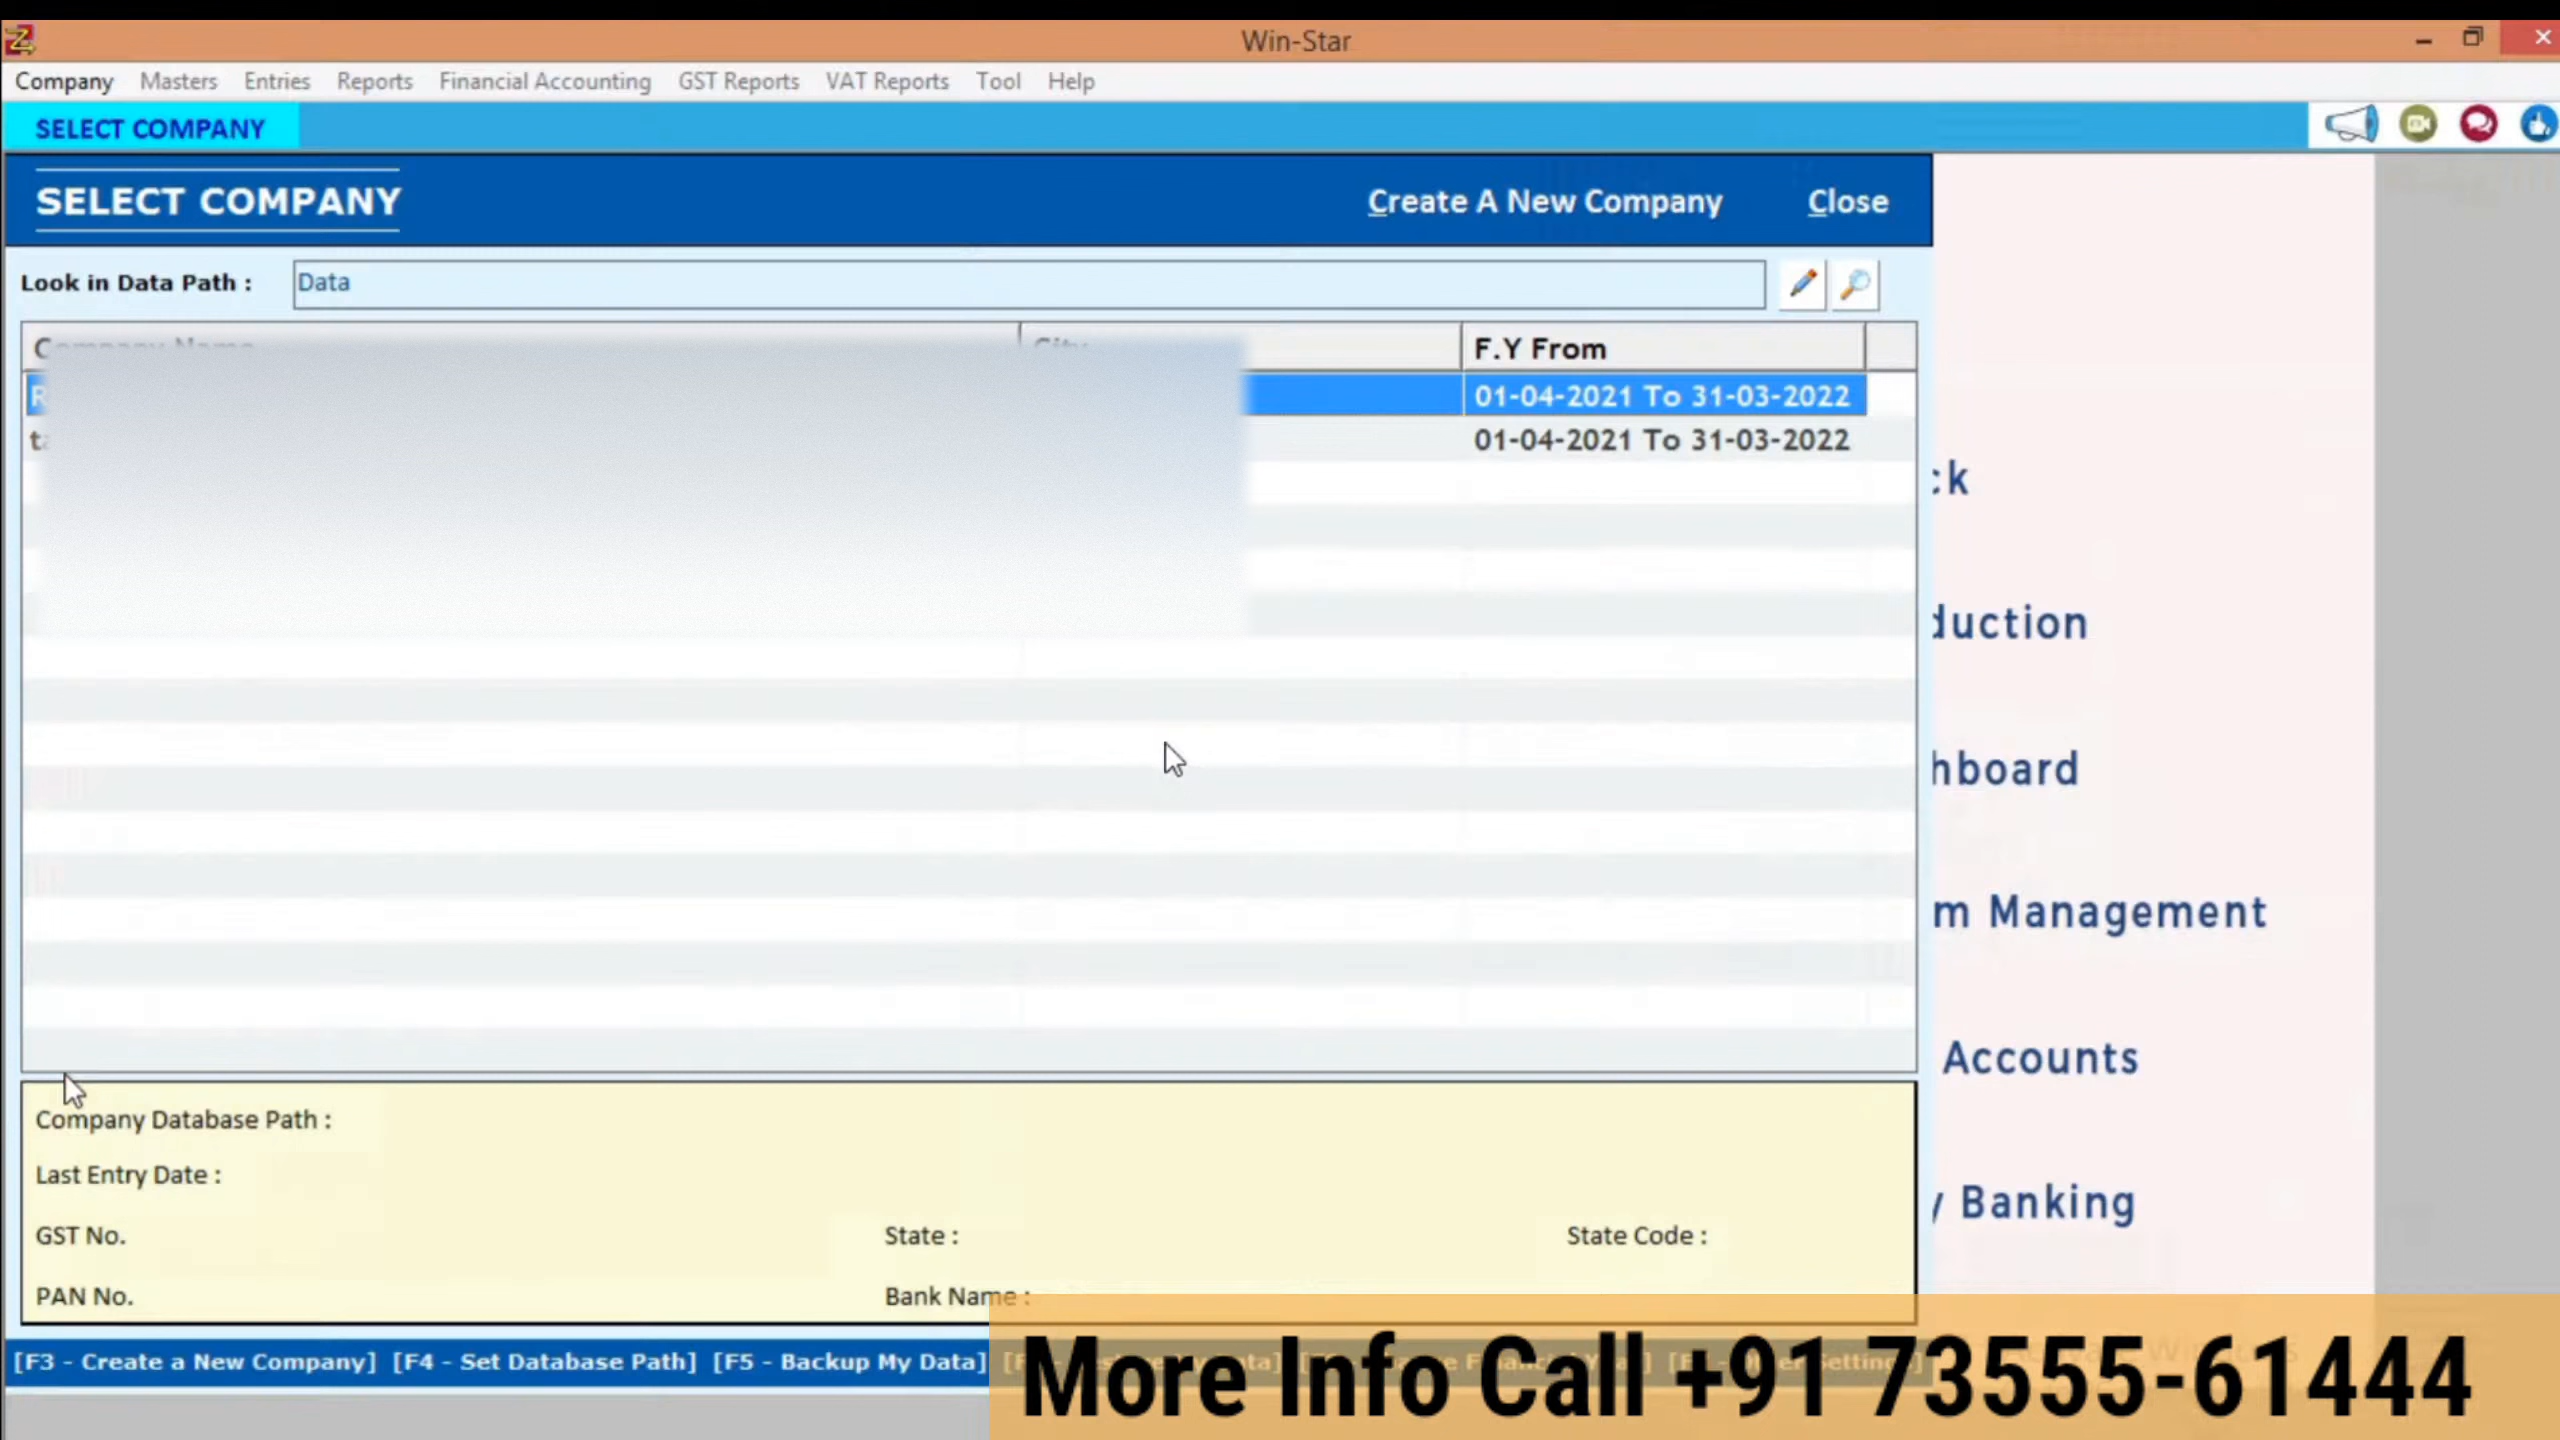 Win-Star
Company Masters Entries Reports Financial Accounting GST Reports VAT Reports Tool Help
SELECT COMPANY
SELECT COMPANY Create A New Company Close
Look in Data Path : Data
Company Name City F.Y From
01-04-2021 To 31-03-2022
01-04-2021 To 31-03-2022
ck
duction
hboard
m Management
Accounts
y Banking
Company Database Path :
Last Entry Date :
GST No. State : State Code :
PAN No. Bank Name :
[F3 - Create a New Company] [F4 - Set Database Path] [F5 - Backup My Data]
More Info Call +91 73555-61444